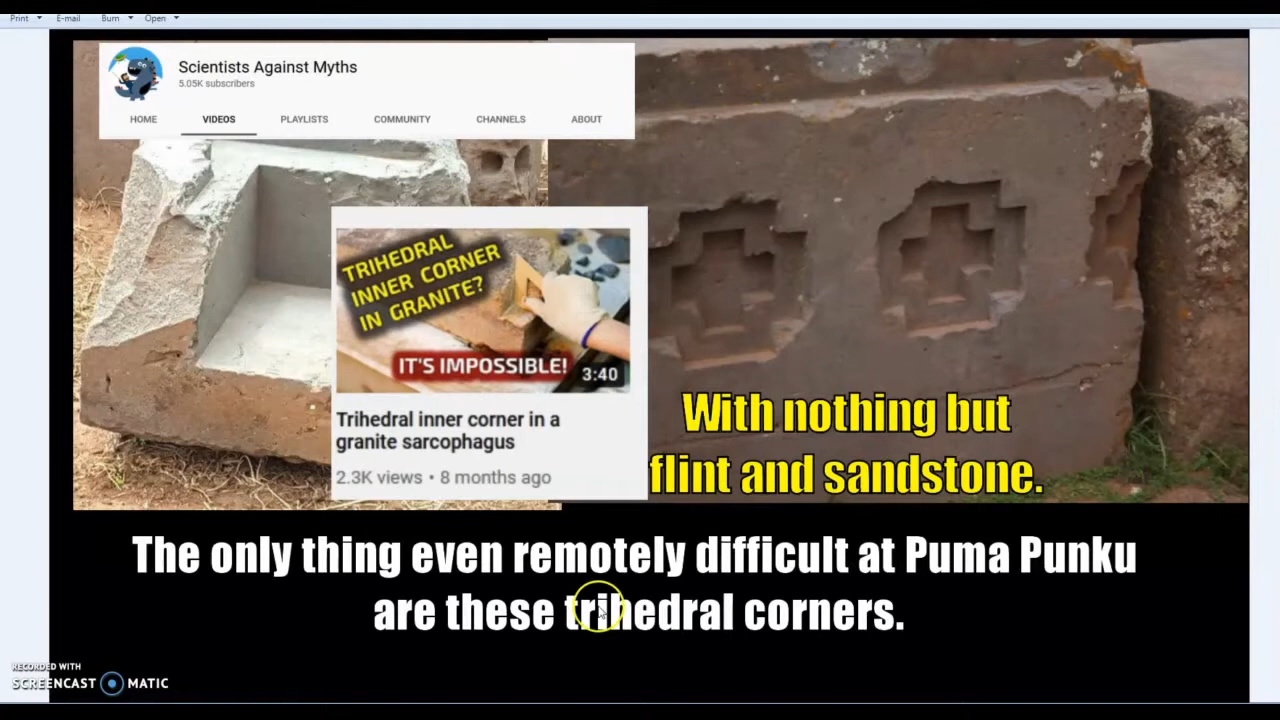 Print E-mail Burn Open
Scientists Against Myths
5.05K subscribers
HOME VIDEOS PLAYLISTS COMMUNITY CHANNELS ABOUT
TRIHEDRAL
INNER CORNER
IN GRANITE?
IT'S IMPOSSIBLE!
3:40
Trihedral inner corner in a
granite sarcophagus
2.3K views • 8 months ago
With nothing but
flint and sandstone.
The only thing even remotely difficult at Puma Punku
are these trihedral corners.
RECORDED WITH
SCREENCAST MATIC